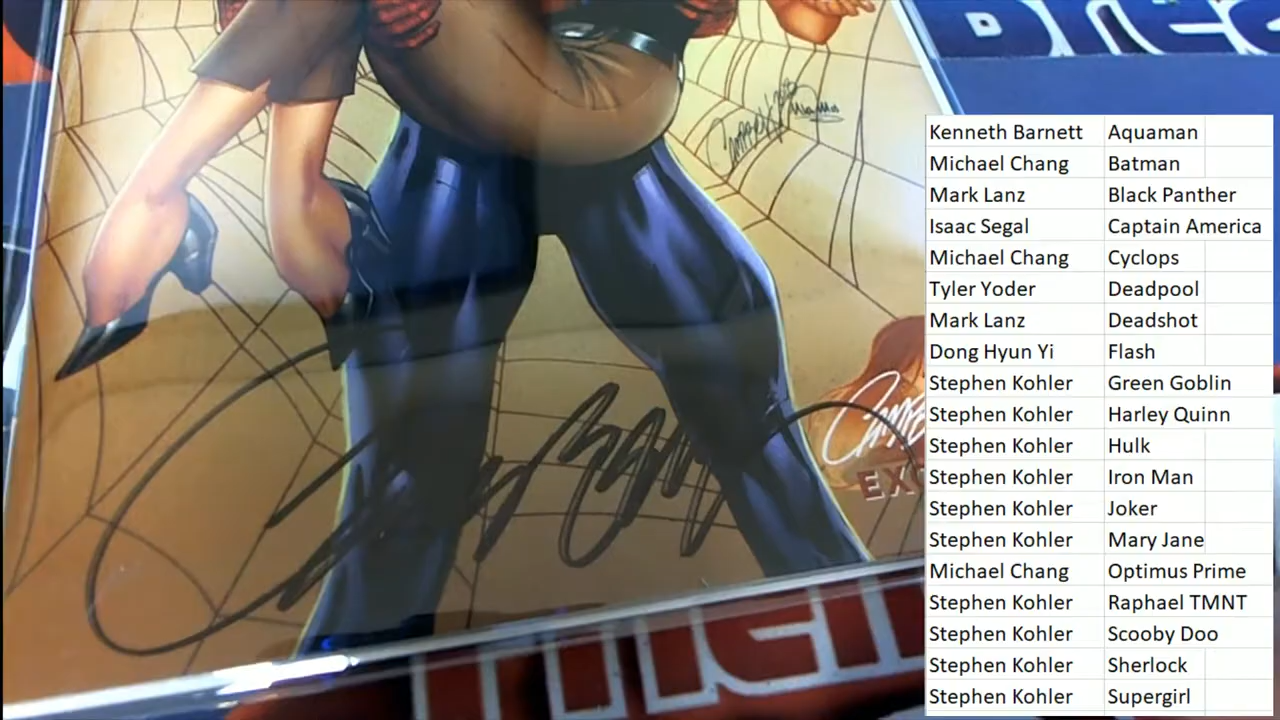 Kenneth Barnett Aquaman
Michael Chang Batman
Mark Lanz Black Panther
Isaac Segal Captain America
Michael Chang Cyclops
Tyler Yoder Deadpool
Mark Lanz Deadshot
Dong Hyun Yi Flash
Stephen Kohler Green Goblin
Stephen Kohler Harley Quinn
Stephen Kohler Hulk
Stephen Kohler Iron Man
Stephen Kohler Joker
Stephen Kohler Mary Jane
Michael Chang Optimus Prime
Stephen Kohler Raphael TMNT
Stephen Kohler Scooby Doo
Stephen Kohler Sherlock
Stephen Kohler Supergirl